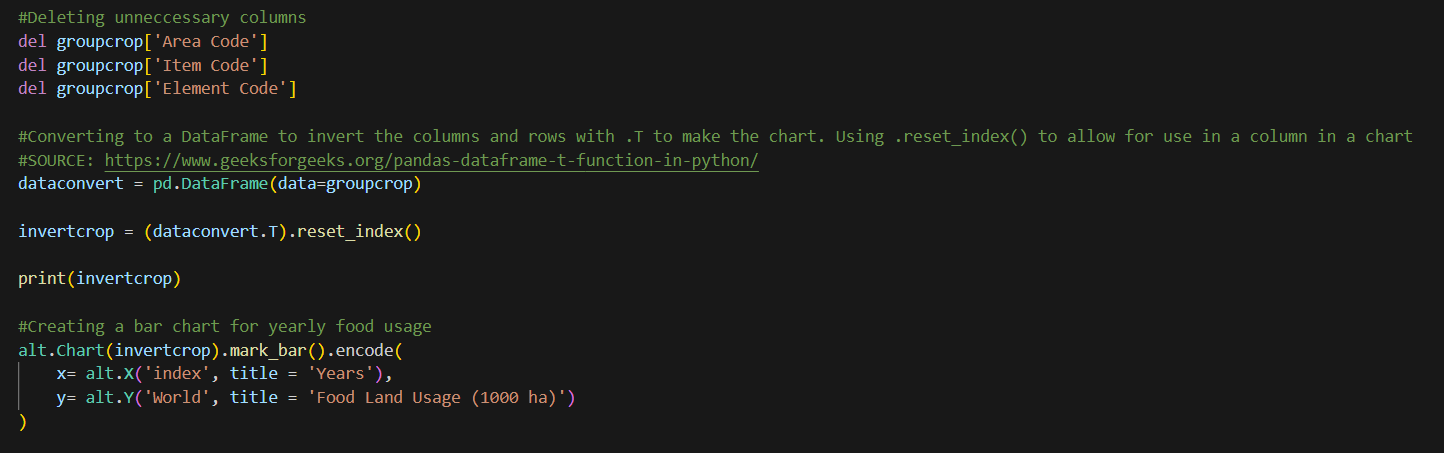 #Deleting unneccessary columns
del groupcrop['Area Code']
del groupcrop['Item Code']
del groupcrop['Element Code']
#Converting to a DataFrame to invert the columns and rows with .T to make the chart. Using .reset_index() to allow for use in a column in a chart
#SOURCE: https://www.geeksforgeeks.org/pandas-dataframe-t-function-in-python/
dataconvert = pd.DataFrame(data=groupcrop)
invertcrop = (dataconvert.T).reset_index()
print(invertcrop)
#Creating a bar chart for yearly food usage
alt.Chart(invertcrop).mark_bar().encode(
    x= alt.X('index', title = 'Years'),
    y= alt.Y('World', title = 'Food Land Usage (1000 ha)')
)